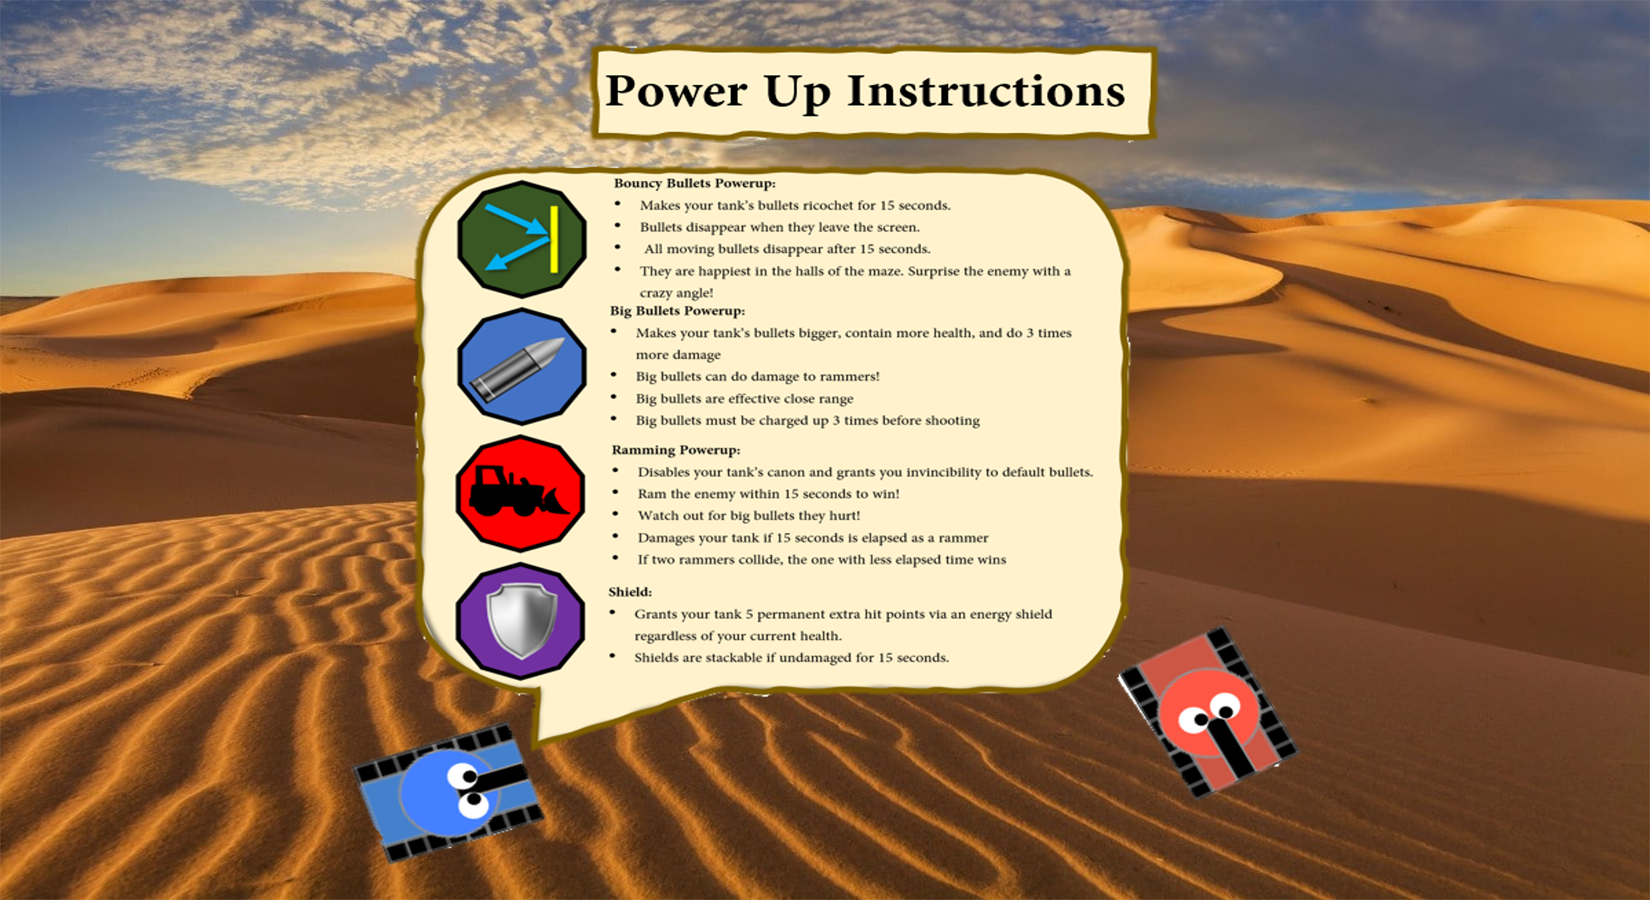 Power Up Instructions
Bouncy Bullets Powerup:
• Makes your tank's bullets ricochet for 15 seconds.
• Bullets disappear when they leave the screen.
• All moving bullets disappear after 15 seconds.
• They are happiest in the halls of the maze. Surprise the enemy with a
crazy angle!
Big Bullets Powerup:
• Makes your tank's bullets bigger, contain more health, and do 3 times
more damage
• Big bullets can do damage to rammers!
• Big bullets are effective close range
• Big bullets must be charged up 3 times before shooting
Ramming Powerup:
• Disables your tank's canon and grants you invincibility to default bullets.
• Ram the enemy within 15 seconds to win!
• Watch out for big bullets they hurt!
• Damages your tank if 15 seconds is elapsed as a rammer
• If two rammers collide, the one with less elapsed time wins
Shield:
• Grants your tank 5 permanent extra hit points via an energy shield
regardless of your current health.
• Shields are stackable if undamaged for 15 seconds.